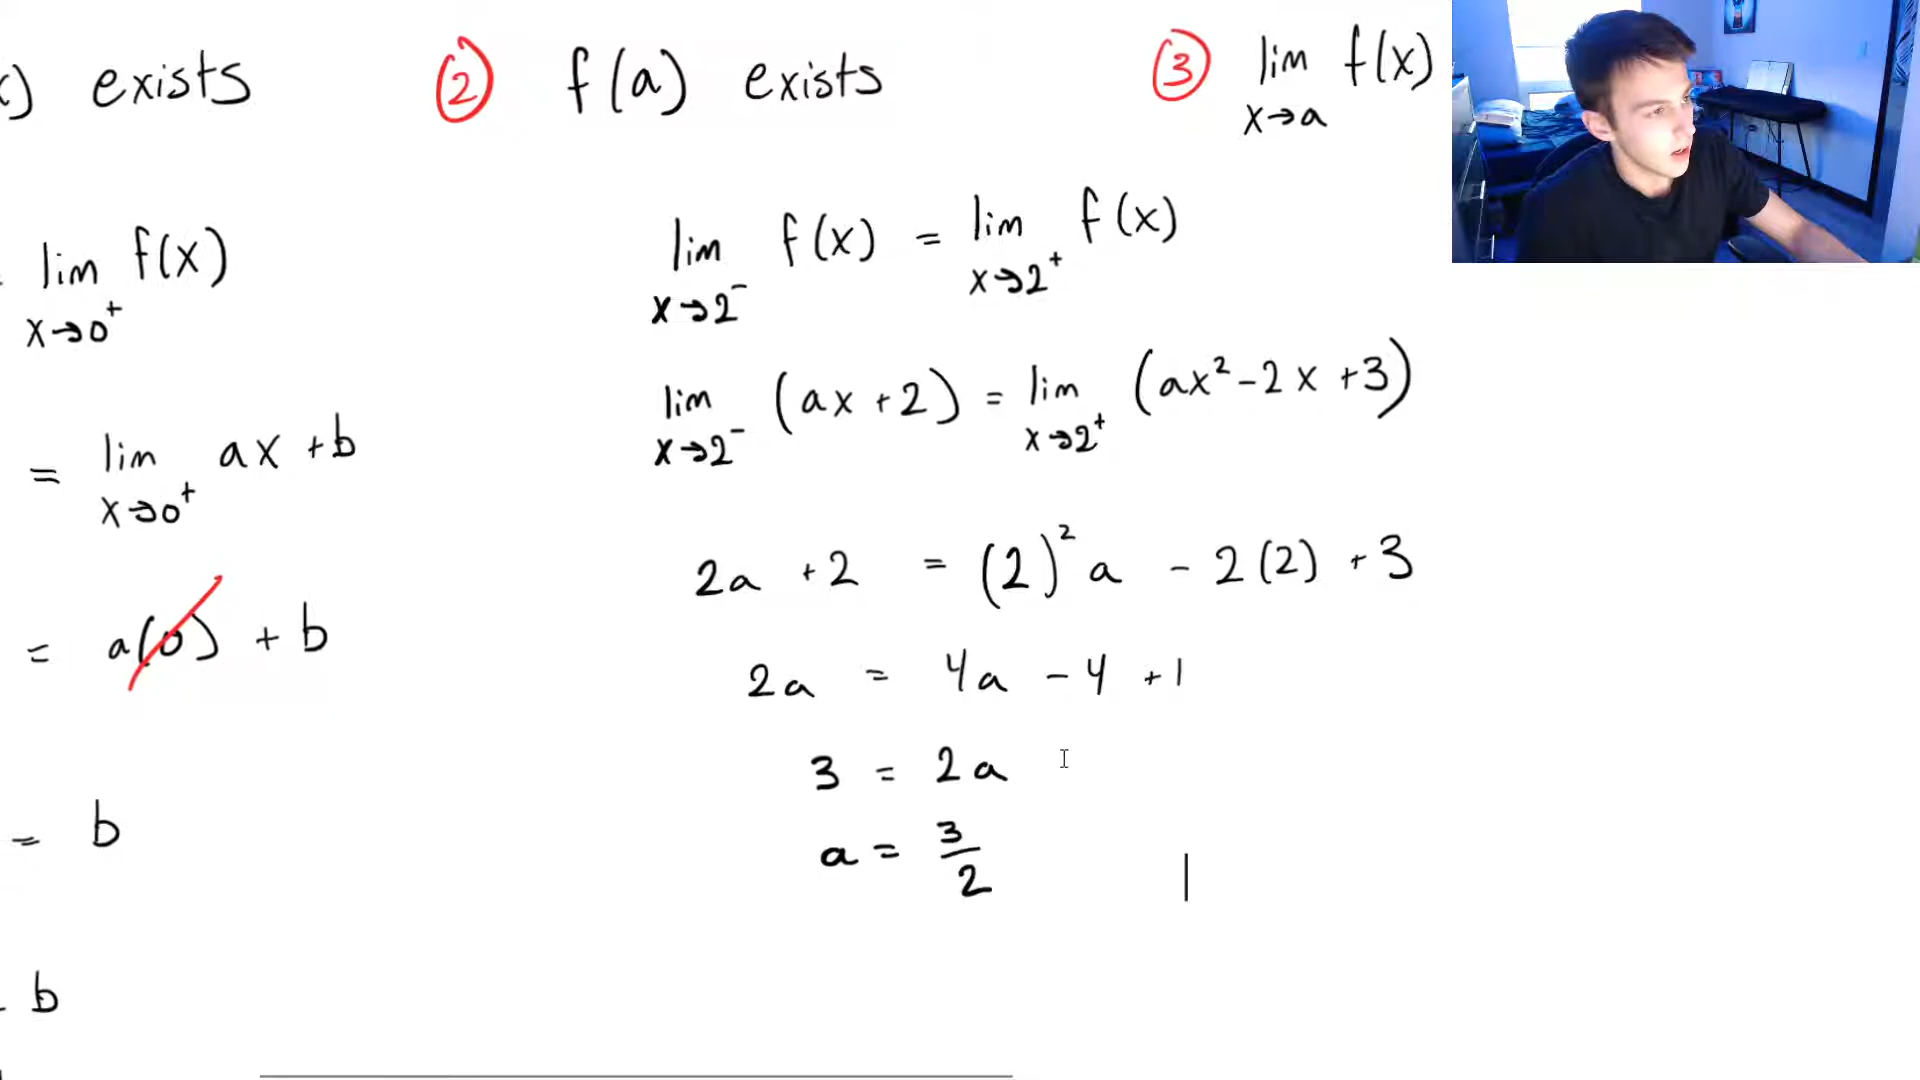 x) exists
② f(a) exists
③ lim f(x)
x→a
lim f(x)
x→0⁺
= lim ax + b
x→0⁺
= a(0) + b
= b
b
lim f(x) = lim f(x)
x→2⁻ x→2⁺
lim (ax + 2) = lim (ax² - 2x + 3)
x→2⁻ x→2⁺
2a + 2 = (2)²a - 2(2) + 3
2a = 4a - 4 + 1
3 = 2a
a = 3/2